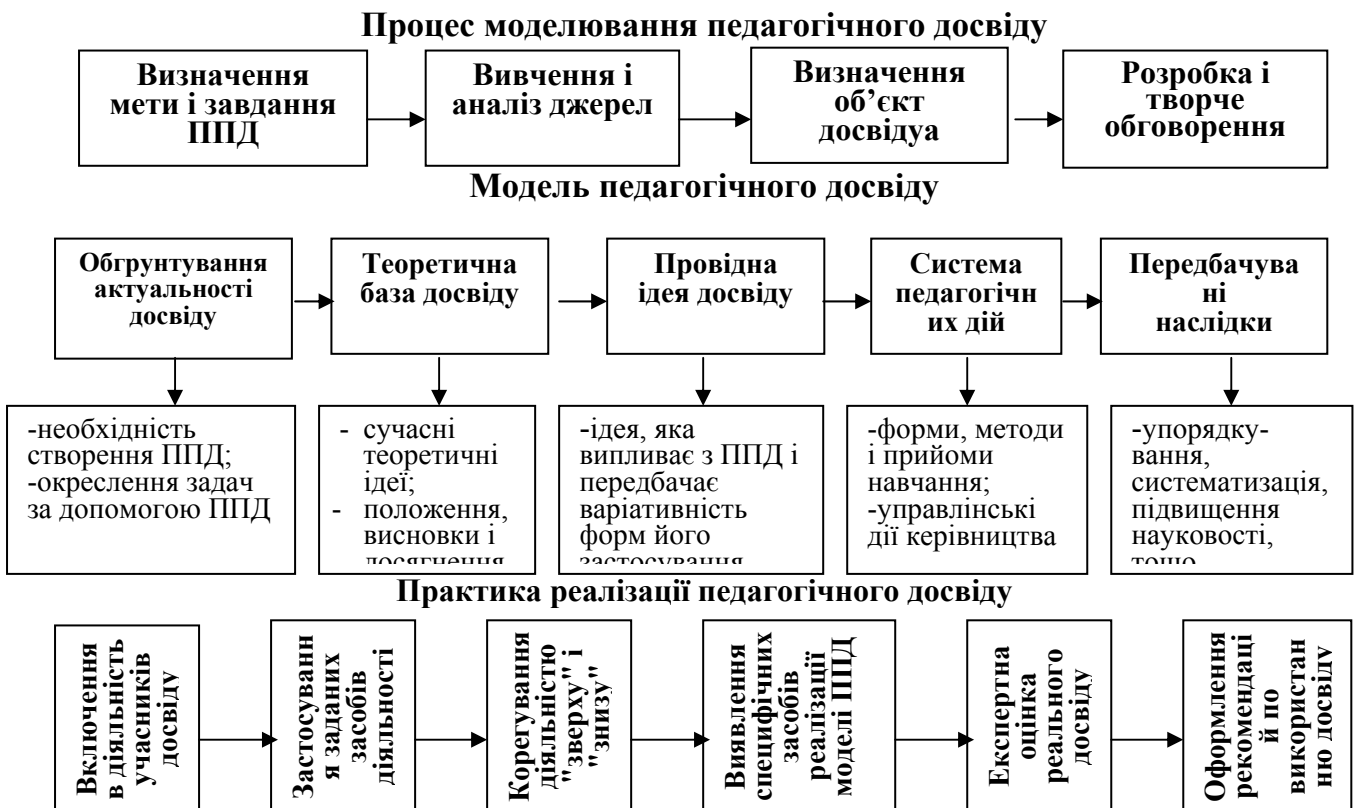 Процес моделювання педагогічного досвіду
Визначення
мети і завдання
ППД
Вивчення і
аналіз джерел
Визначення
об’єкт
досвідуа
Розробка і
творче
обговорення
Модель педагогічного досвіду
Обгрунтування
актуальності
досвіду
Теоретична
база досвіду
Провідна
ідея досвіду
Система
педагогічн
их дій
Передбачува
ні
наслідки
-необхідність
створення ППД;
-окреслення задач
за допомогою ППД
- сучасні
теоретичні
ідеї;
- положення,
висновки і
досягнення
-ідея, яка
випливає з ППД і
передбачає
варіативність
форм його
застосування
-форми, методи
і прийоми
навчання;
-управлінські
дії керівництва
-упорядку-
вання,
систематизація,
підвищення
науковості,
тощо
Практика реалізації педагогічного досвіду
Включення
в діяльність
учасників
досвіду
Застосуванн
я заданих
засобів
діяльності
Корегування
діяльністю
"зверху" і
"знизу"
Виявлення
специфічних
засобів
реалізації
моделі ППД
Експертна
оцінка
реального
досвіду
Оформлення
рекомендаці
й по
використан
ню досвіду